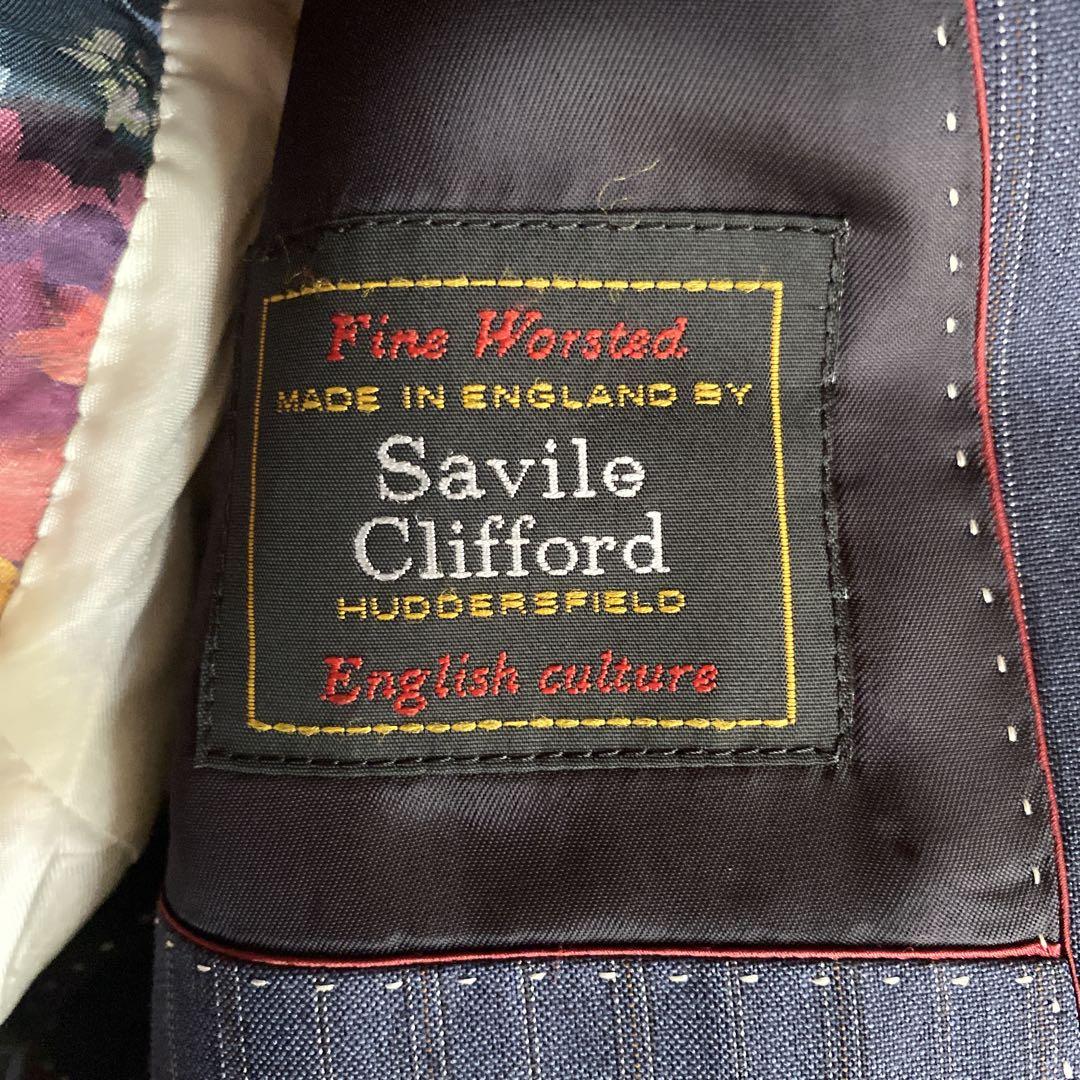 Fine Worsted.
MADE IN ENGLAND BY
Savile
Clifford
HUDDERSFIELD
English culture